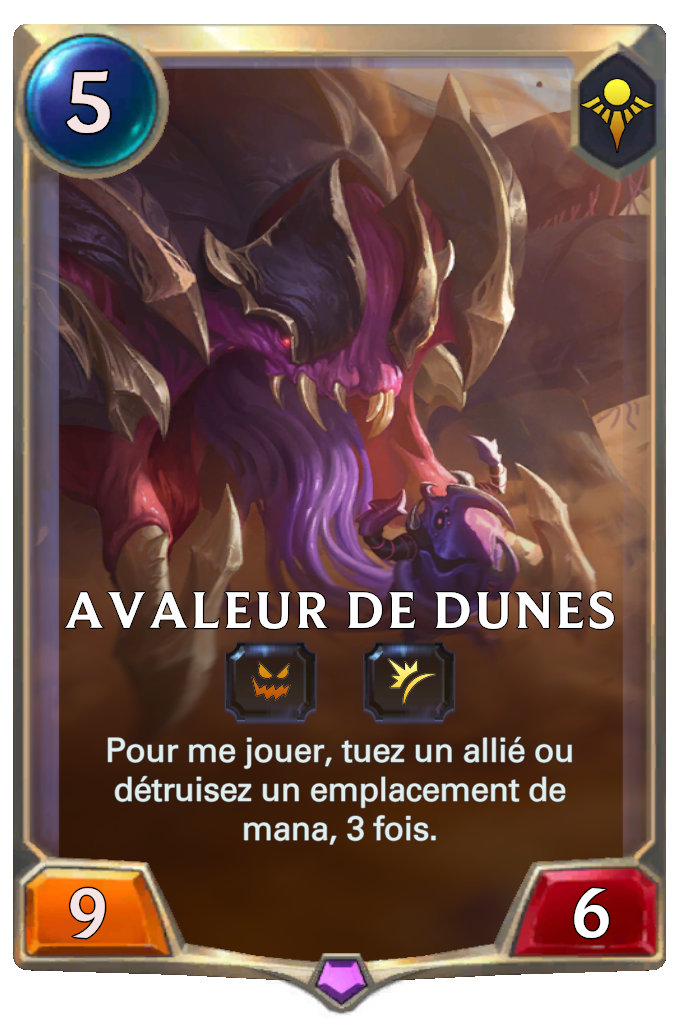 5
AVALEUR DE DUNES
Pour me jouer, tuez un allié ou
détruisez un emplacement de
mana, 3 fois.
9
6